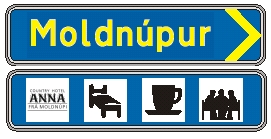 Moldnúpur
COUNTRY HOTEL
ANNA
FRÁ MOLDNÚPI